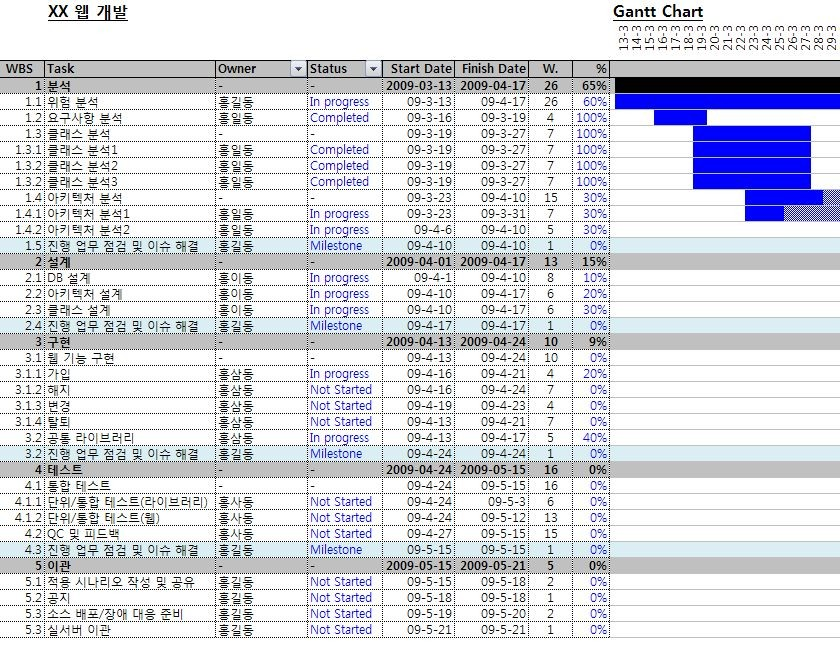 XX 웹 개발 Gantt Chart
13-3 14-3 15-3 16-3 17-3 18-3 19-3 20-3 21-3 22-3 23-3 24-3 25-3 26-3 27-3 28-3 29-3
WBS Task Owner Status Start Date Finish Date W. %
1 분석 - - 2009-03-13 2009-04-17 26 65%
1.1 위험 분석 홍길동 In progress 09-3-13 09-4-17 26 60%
1.2 요구사항 분석 홍일동 Completed 09-3-16 09-3-19 4 100%
1.3 클래스 분석 - - 09-3-19 09-3-27 7 100%
1.3.1 클래스 분석1 홍일동 Completed 09-3-19 09-3-27 7 100%
1.3.2 클래스 분석2 홍일동 Completed 09-3-19 09-3-27 7 100%
1.3.2 클래스 분석3 홍일동 Completed 09-3-19 09-3-27 7 100%
1.4 아키텍처 분석 - - 09-3-23 09-4-10 15 30%
1.4.1 아키텍처 분석1 홍일동 In progress 09-3-23 09-3-31 7 30%
1.4.2 아키텍처 분석2 홍일동 In progress 09-4-6 09-4-10 5 30%
1.5 진행 업무 점검 및 이슈 해결 홍길동 Milestone 09-4-10 09-4-10 1 0%
2 설계 - - 2009-04-01 2009-04-17 13 15%
2.1 DB 설계 홍이동 In progress 09-4-1 09-4-10 8 10%
2.2 아키텍처 설계 홍이동 In progress 09-4-10 09-4-17 6 20%
2.3 클래스 설계 홍이동 In progress 09-4-10 09-4-17 6 30%
2.4 진행 업무 점검 및 이슈 해결 홍길동 Milestone 09-4-17 09-4-17 1 0%
3 구현 - - 2009-04-13 2009-04-24 10 9%
3.1 웹 기능 구현 - - 09-4-13 09-4-24 10 0%
3.1.1 가입 홍삼동 In progress 09-4-16 09-4-21 4 20%
3.1.2 해지 홍삼동 Not Started 09-4-16 09-4-24 7 0%
3.1.3 변경 홍삼동 Not Started 09-4-19 09-4-23 4 0%
3.1.4 탈퇴 홍삼동 Not Started 09-4-13 09-4-21 7 0%
3.2 공통 라이브러리 홍삼동 In progress 09-4-13 09-4-17 5 40%
3.2 진행 업무 점검 및 이슈 해결 홍길동 Milestone 09-4-24 09-4-24 1 0%
4 테스트 - - 2009-04-24 2009-05-15 16 0%
4.1 통합 테스트 - - 09-4-24 09-5-15 16 0%
4.1.1 단위/통합 테스트(라이브러리) 홍사동 Not Started 09-4-24 09-5-3 6 0%
4.1.2 단위/통합 테스트(웹) 홍사동 Not Started 09-4-24 09-5-12 13 0%
4.2 QC 및 피드백 홍사동 Not Started 09-4-27 09-5-15 15 0%
4.3 진행 업무 점검 및 이슈 해결 홍길동 Milestone 09-5-15 09-5-15 1 0%
5 이관 - - 2009-05-15 2009-05-21 5 0%
5.1 적용 시나리오 작성 및 공유 홍길동 Not Started 09-5-15 09-5-18 2 0%
5.2 공지 홍길동 Not Started 09-5-18 09-5-18 1 0%
5.3 소스 배포/장애 대응 준비 홍길동 Not Started 09-5-19 09-5-20 2 0%
5.3 실서버 이관 홍길동 Not Started 09-5-21 09-5-21 1 0%